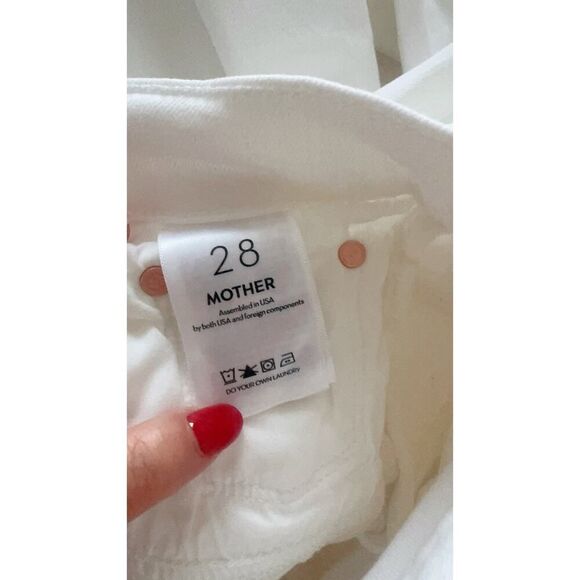 28
MOTHER
Assembled in USA
by both USA and foreign components
DO YOUR OWN LAUNDRY